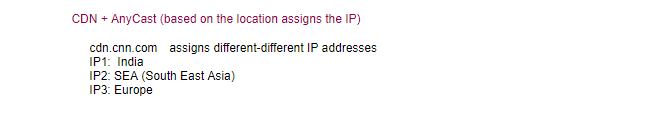 CDN + AnyCast (based on the location assigns the IP)
cdn.cnn.com assigns different-different IP addresses
IP1: India
IP2: SEA (South East Asia)
IP3: Europe